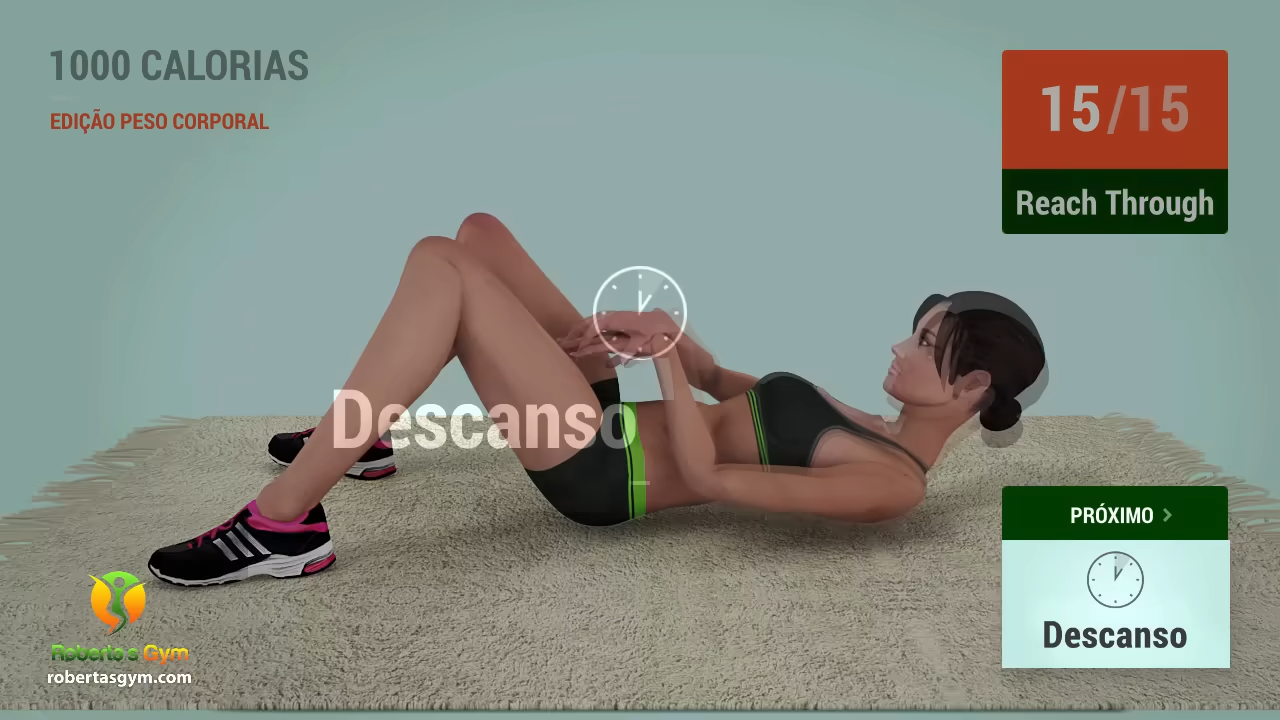 1000 CALORIAS
EDIÇÃO PESO CORPORAL
15/15
Reach Through
Descanso
PRÓXIMO >
Descanso
Roberta's Gym
robertasgym.com